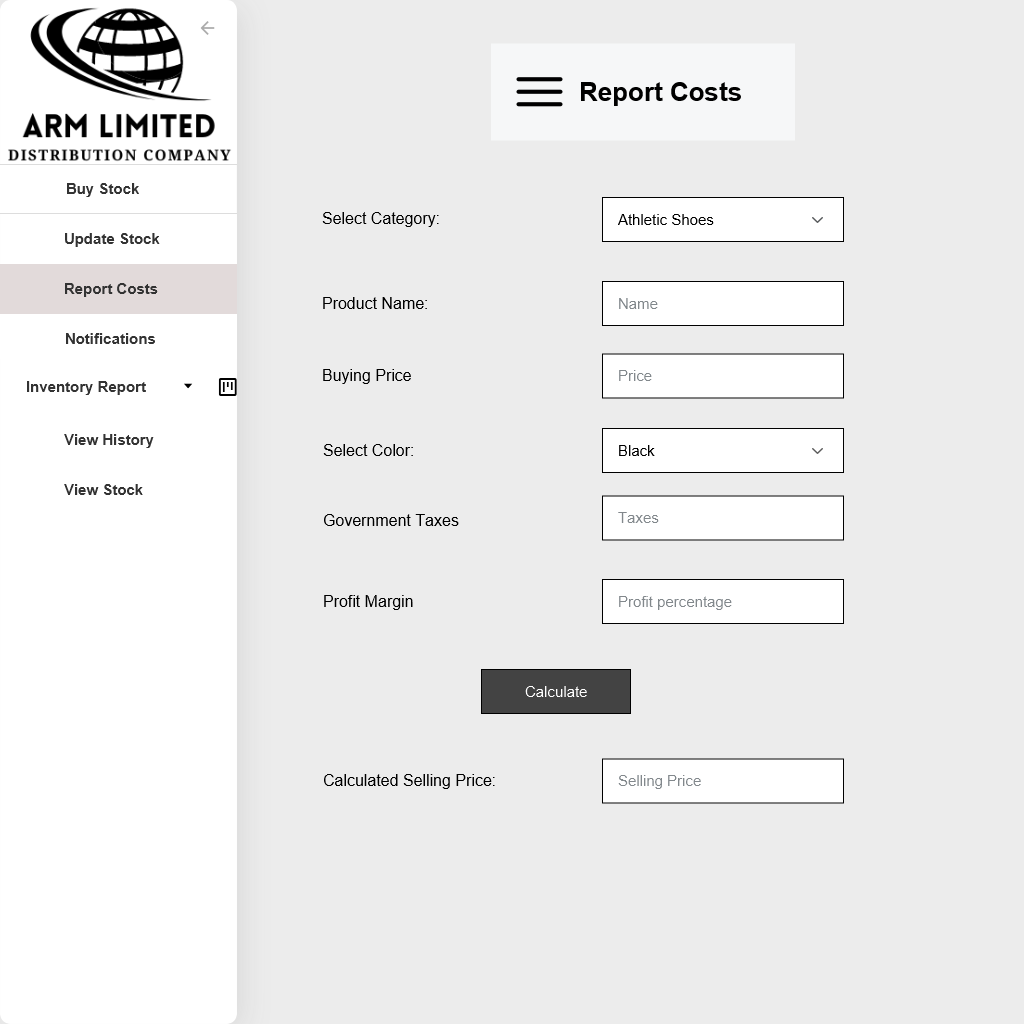 ARM LIMITED
DISTRIBUTION COMPANY
Buy Stock
Update Stock
Report Costs
Notifications
Inventory Report
View History
View Stock
Report Costs
Select Category:
Athletic Shoes
Product Name:
Name
Buying Price
Price
Select Color:
Black
Government Taxes
Taxes
Profit Margin
Profit percentage
Calculate
Calculated Selling Price:
Selling Price